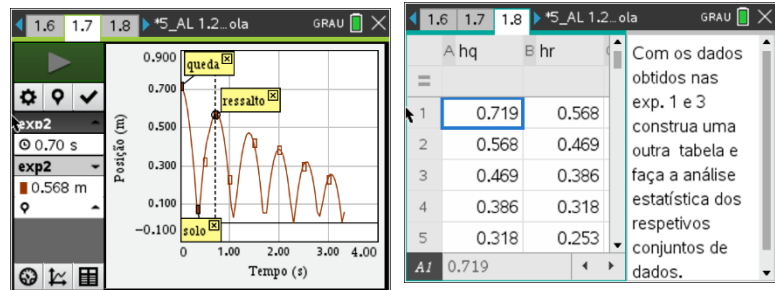 1.6 1.7 1.8 *5_AL 1.2...ola GRAU
exp2
0.70 s
exp2
0.568 m
0.900
0.700
0.500
0.300
0.100
-0.100
Posição (m)
queda
ressalto
solo
0 1.00 2.00 3.00 4.00
Tempo (s)
1.6 1.7 1.8 *5_AL 1.2...ola GRAU
A hq B hr
=
1 0.719 0.568
2 0.568 0.469
3 0.469 0.386
4 0.386 0.318
5 0.318 0.253
A1 0.719
Com os dados
obtidos nas
exp. 1 e 3
construa uma
outra tabela e
faça a análise
estatística dos
respetivos
conjuntos de
dados.